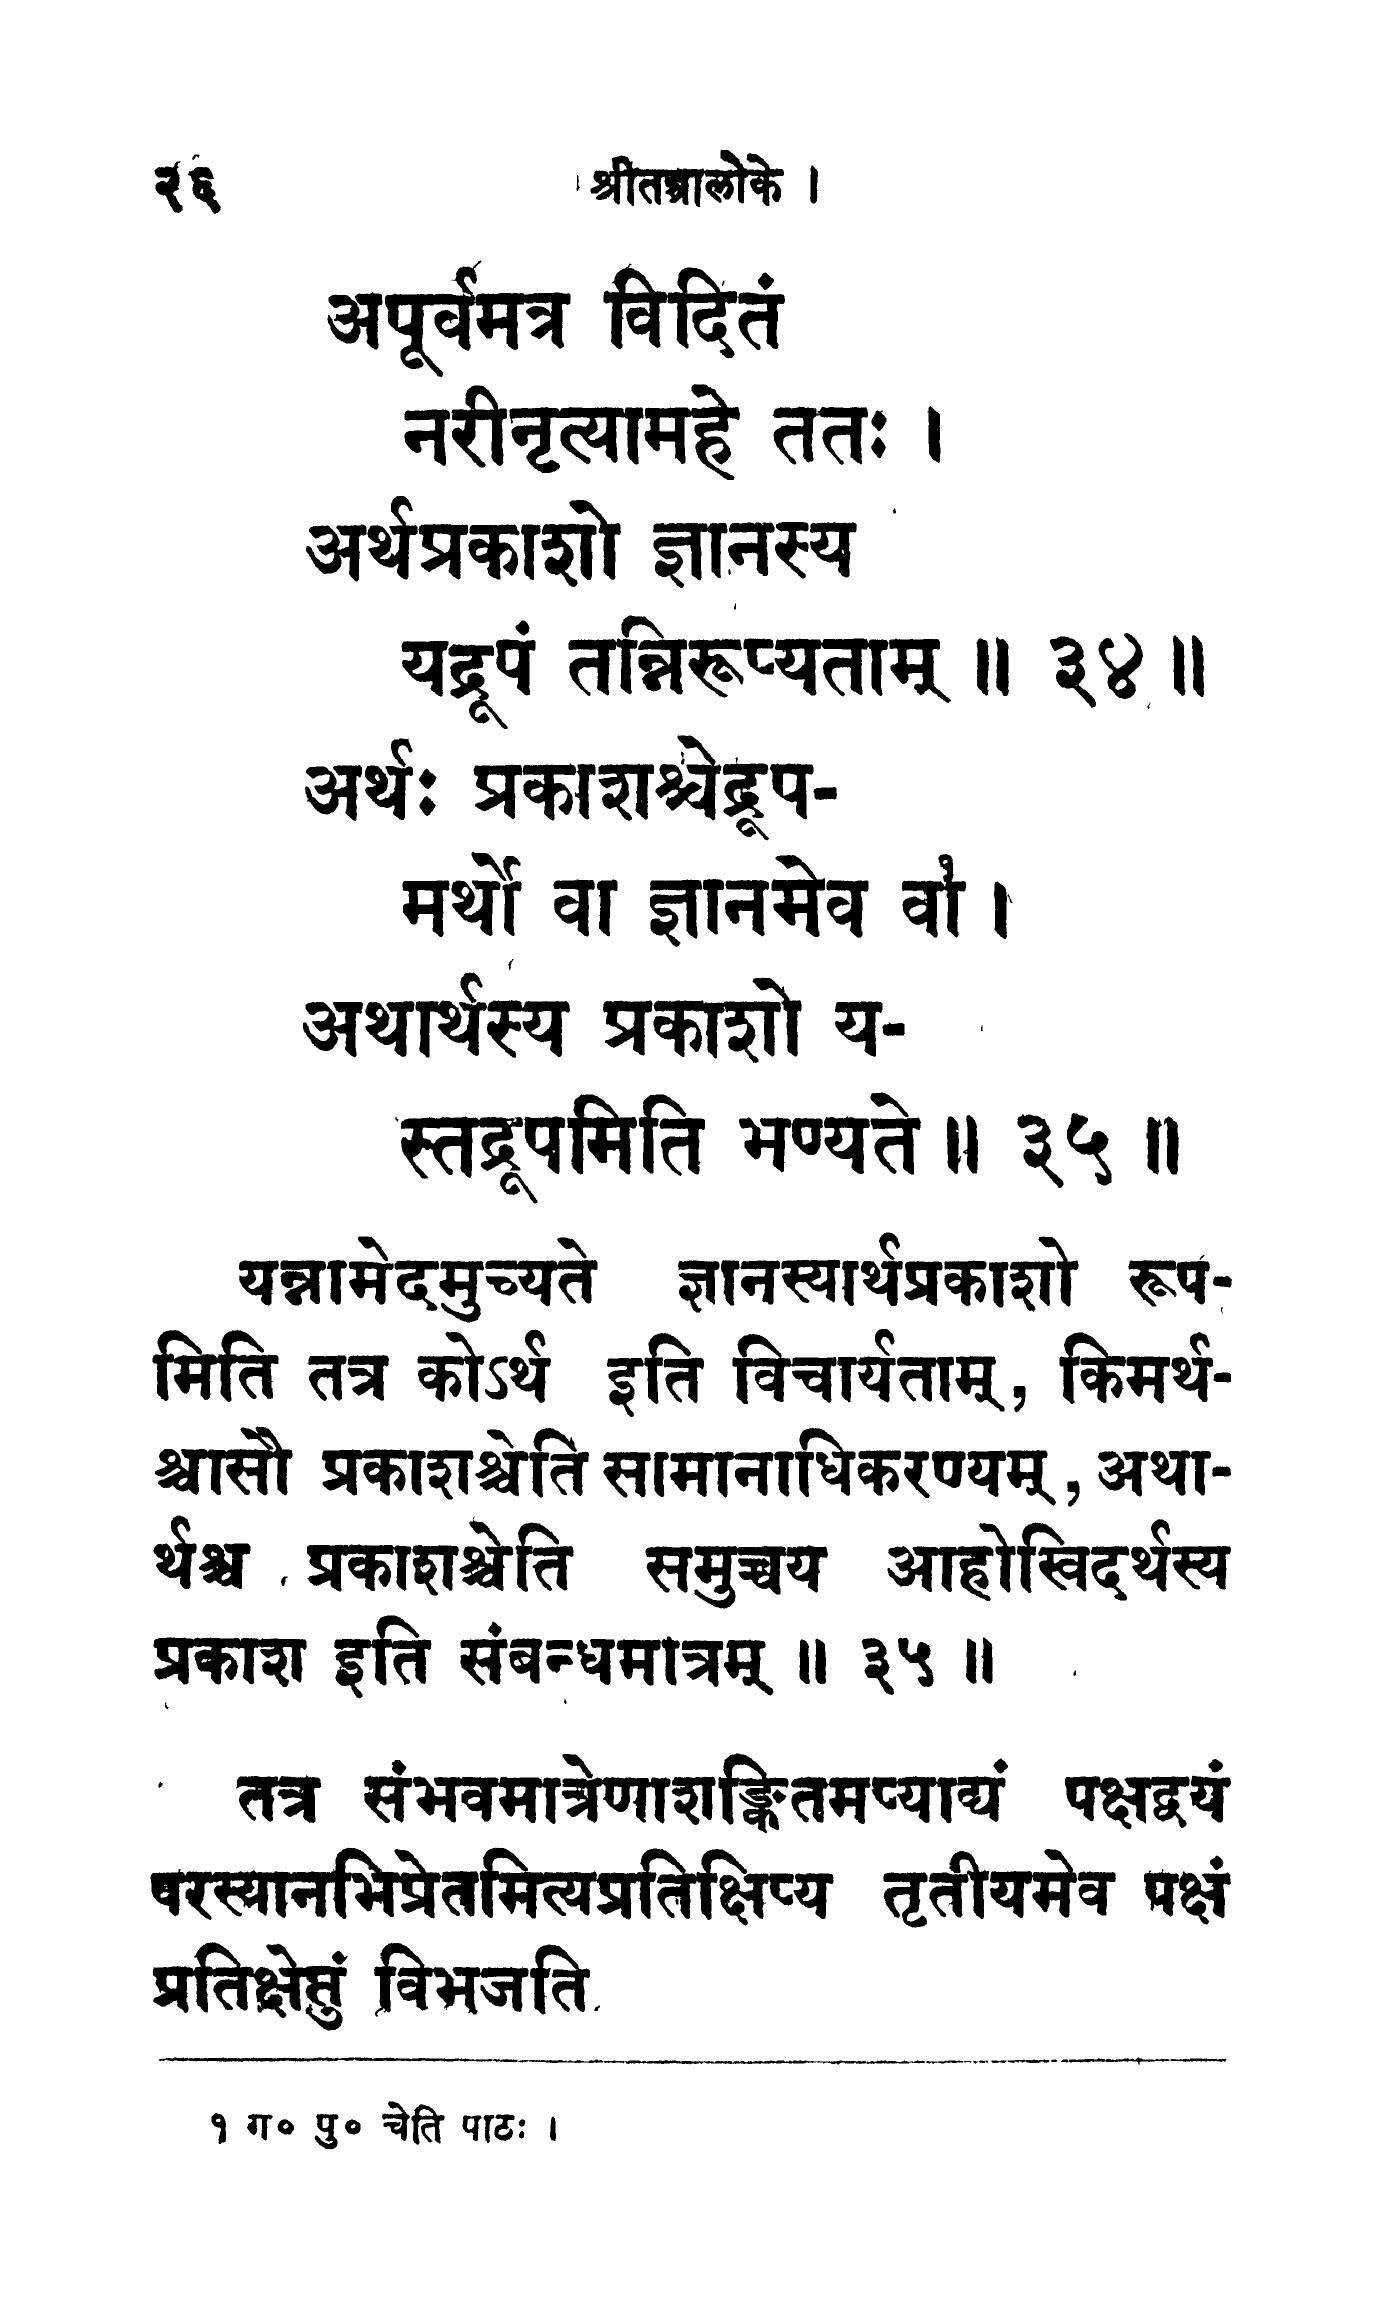 २६ श्रीतन्त्रालोके ।
अपूर्वमत्र विदितं
नरीनृत्यामहे ततः ।
अर्थप्रकाशो ज्ञानस्य
यद्रूपं तन्निरूप्यताम् ॥ ३४ ॥
अर्थः प्रकाशश्चेद्रूप-
मर्थो वा ज्ञानमेव वा१ ।
अथार्थस्य प्रकाशो य-
स्तद्रूपमिति भण्यते ॥ ३५ ॥
यन्नामेदमुच्यते ज्ञानस्यार्थप्रकाशो रूप-
मिति तत्र कोऽर्थ इति विचार्यताम्, किमर्थ-
श्चासौ प्रकाशश्चेति सामानाधिकरण्यम्, अथा-
र्थश्च प्रकाशश्चेति समुच्चय आहोस्विदर्थस्य
प्रकाश इति संबन्धमात्रम् ॥ ३५ ॥
तत्र संभवमात्रेणाशङ्कितमप्याद्यं पक्षद्वयं
परस्यानभिप्रेतमित्यप्रतिक्षिप्य तृतीयमेव पक्षं
प्रतिक्षेप्तुं विभजति
१ ग० पु० चेति पाठः ।